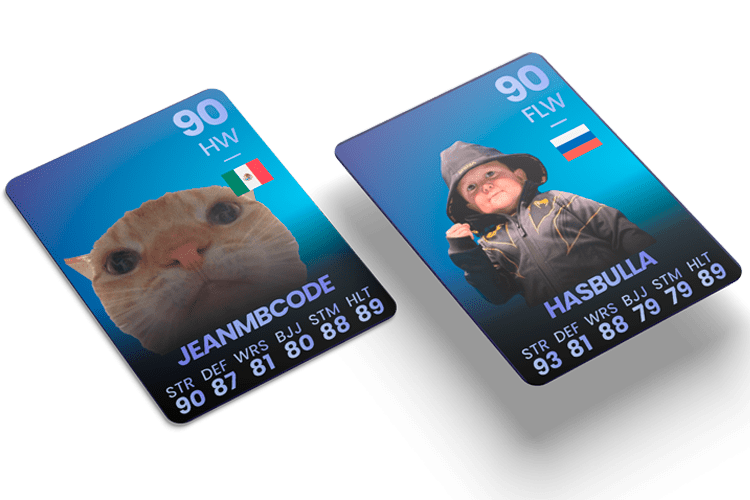 90
HW
JEANMBCODE
STR DEF WRS BJJ STM HLT
90 87 81 80 88 89
90
FLW
HASBULLA
STR DEF WRS BJJ STM HLT
93 81 88 79 79 89